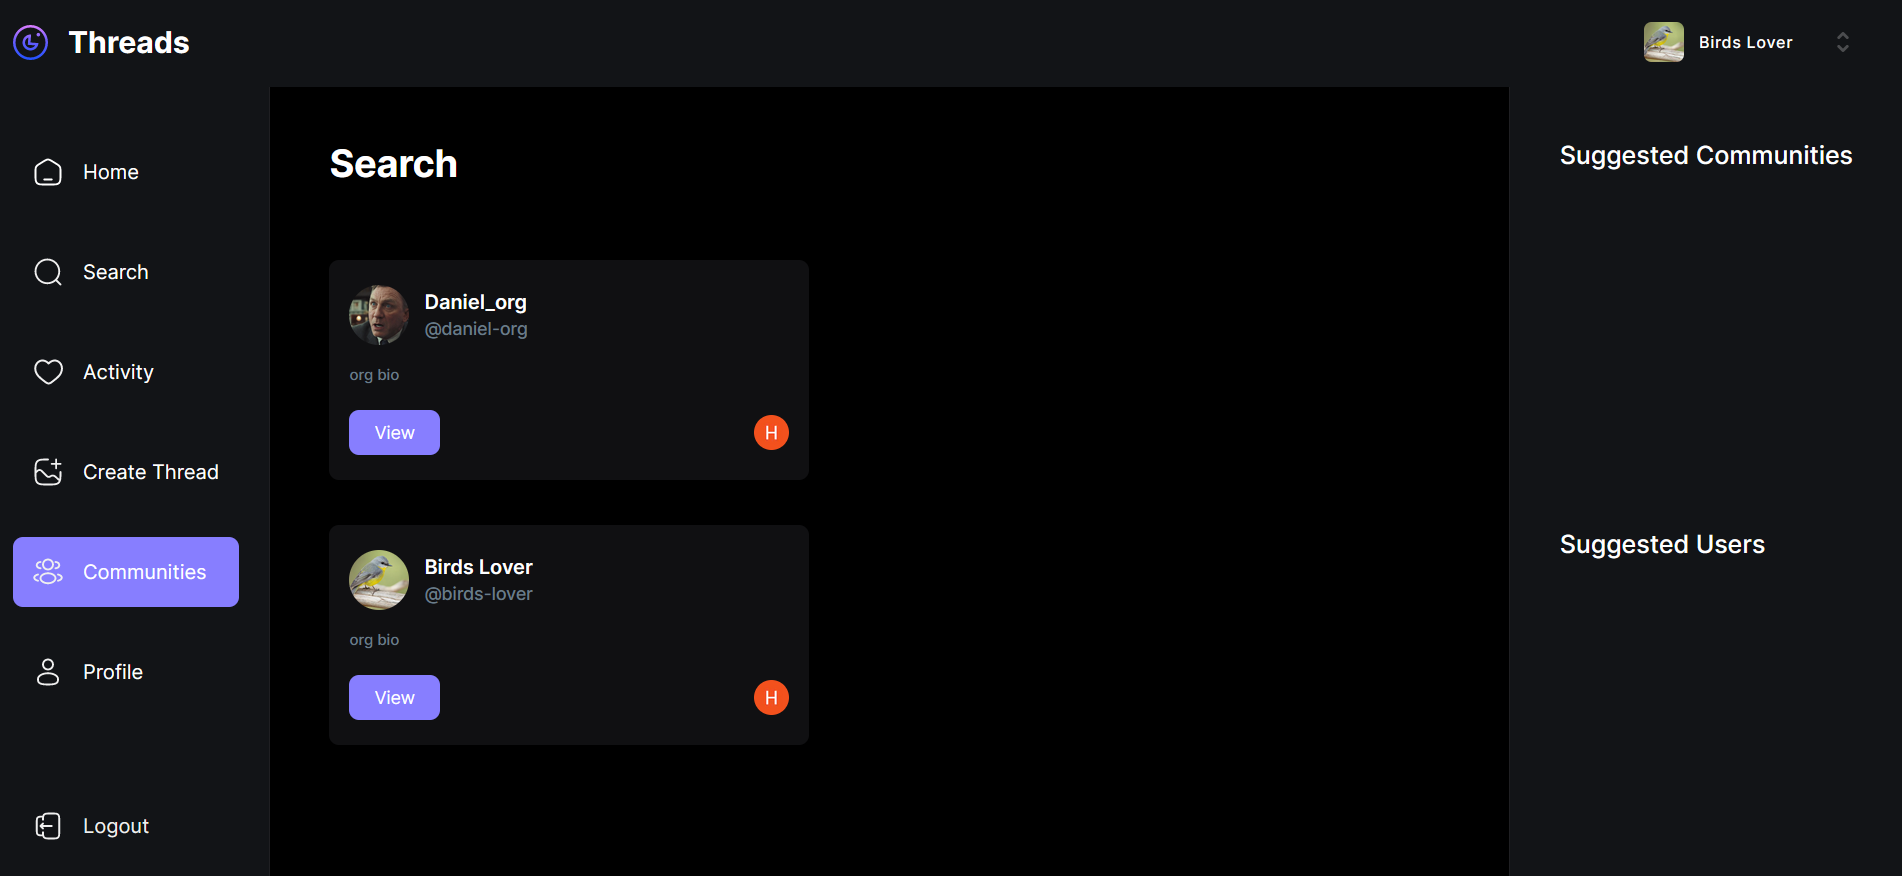 Threads
Birds Lover
Home
Search
Activity
Create Thread
Communities
Profile
Logout
Search
Daniel_org
@daniel-org
org bio
View
H
Birds Lover
@birds-lover
org bio
View
H
Suggested Communities
Suggested Users